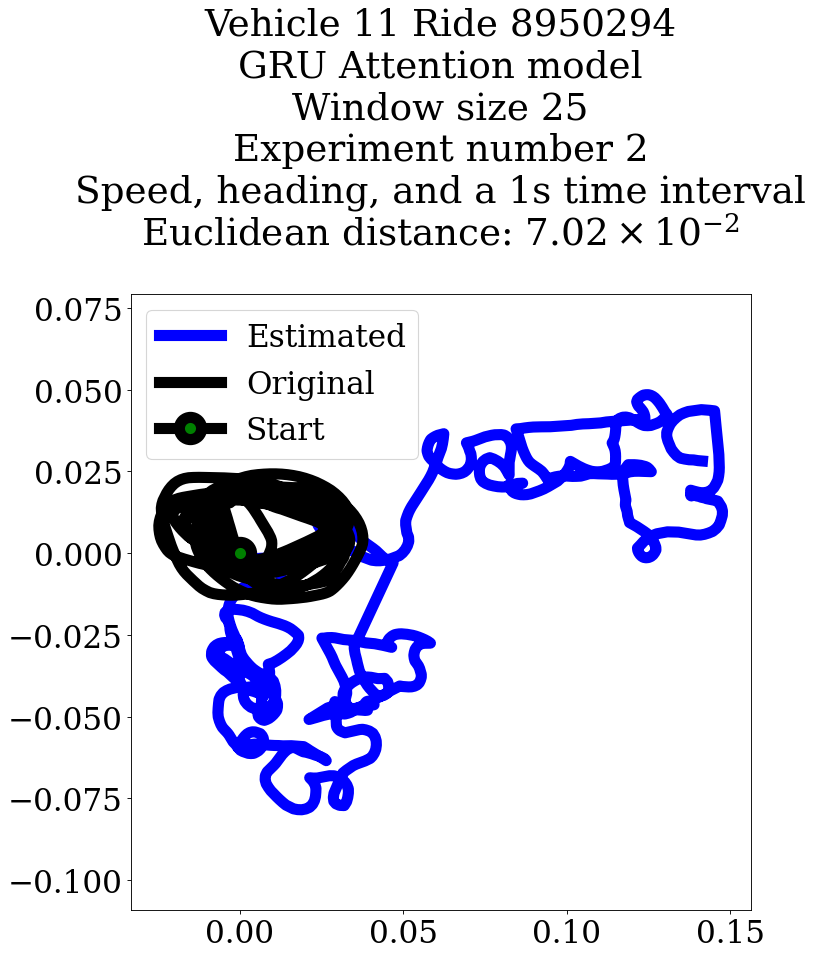 Vehicle 11 Ride 8950294
GRU Attention model
Window size 25
Experiment number 2
Speed, heading, and a 1s time interval
Euclidean distance: 7.02 × 10⁻²
0.075
0.050
0.025
0.000
−0.025
−0.050
−0.075
−0.100
Estimated
Original
Start
0.00 0.05 0.10 0.15